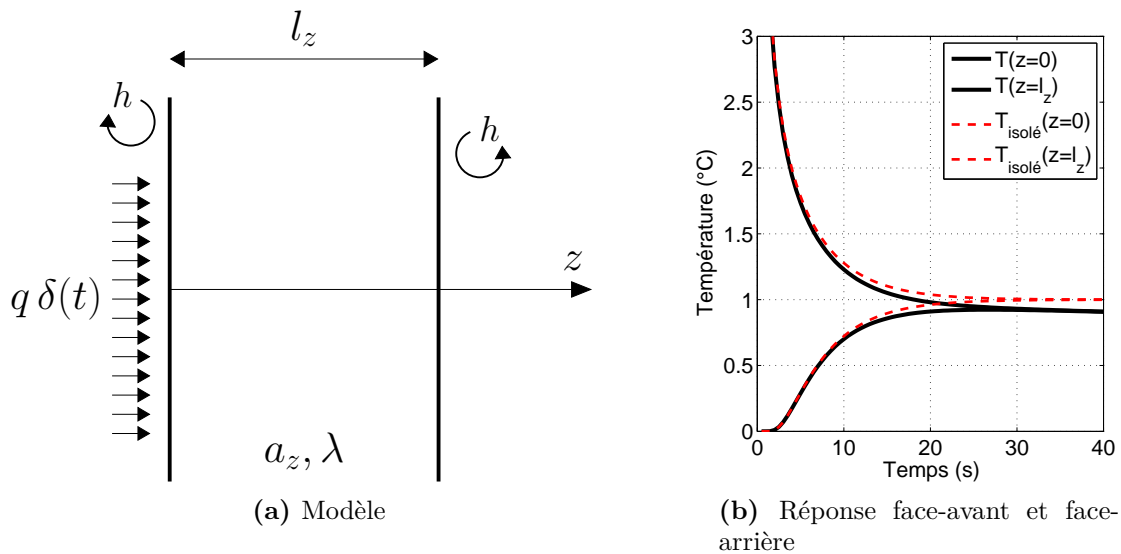 l_z
h
h
z
q δ(t)
a_z, λ
(a) Modèle
3
2.5
2
1.5
1
0.5
0
0
10
20
30
40
Température (°C)
Temps (s)
T(z=0)
T(z=l_z)
T_isolé(z=0)
T_isolé(z=l_z)
(b) Réponse face-avant et face-
arrière